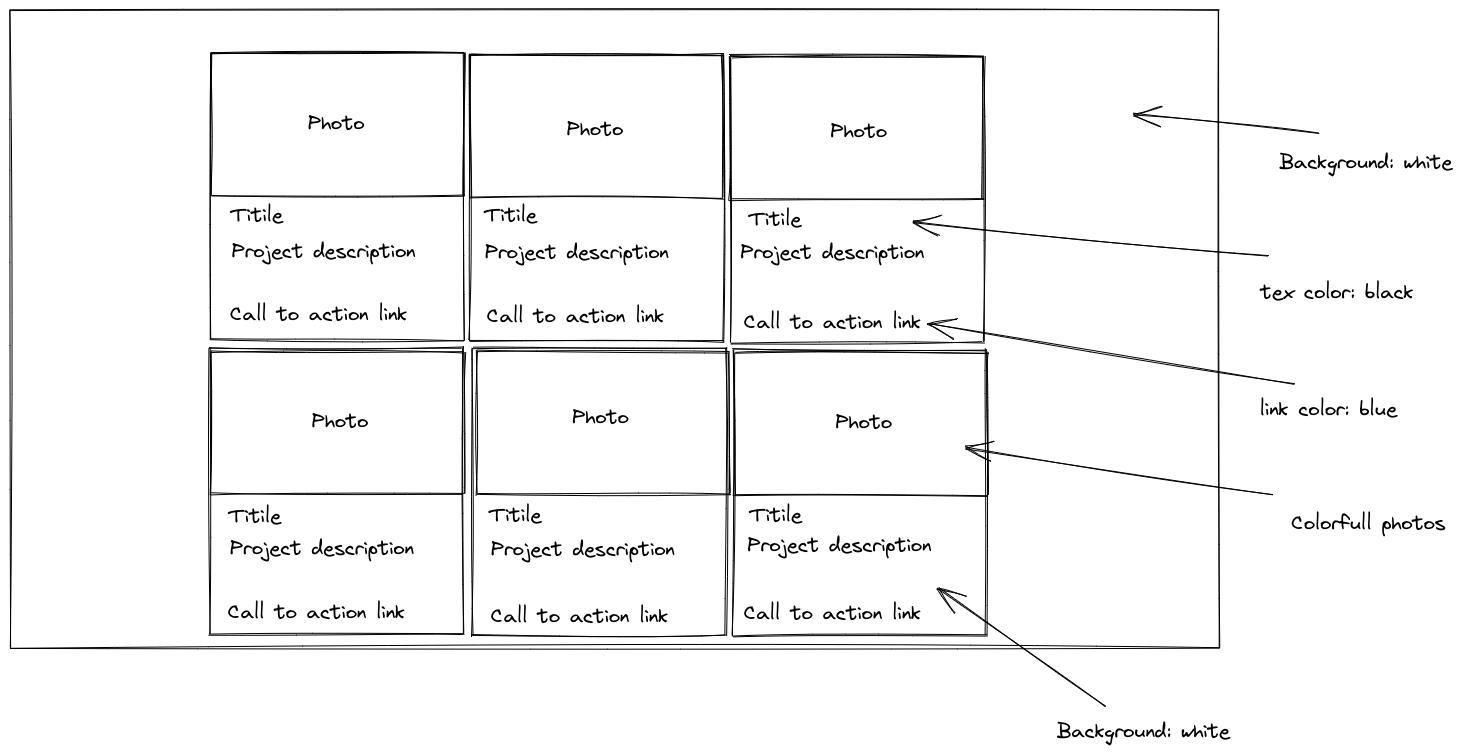 Photo
Photo
Photo
Background: white
Titile
Titile
Titile
Project description
Project description
Project description
tex color: black
Call to action link
Call to action link
Call to action link
link color: blue
Photo
Photo
Photo
Colorfull photos
Titile
Titile
Titile
Project description
Project description
Project description
Call to action link
Call to action link
Call to action link
Background: white